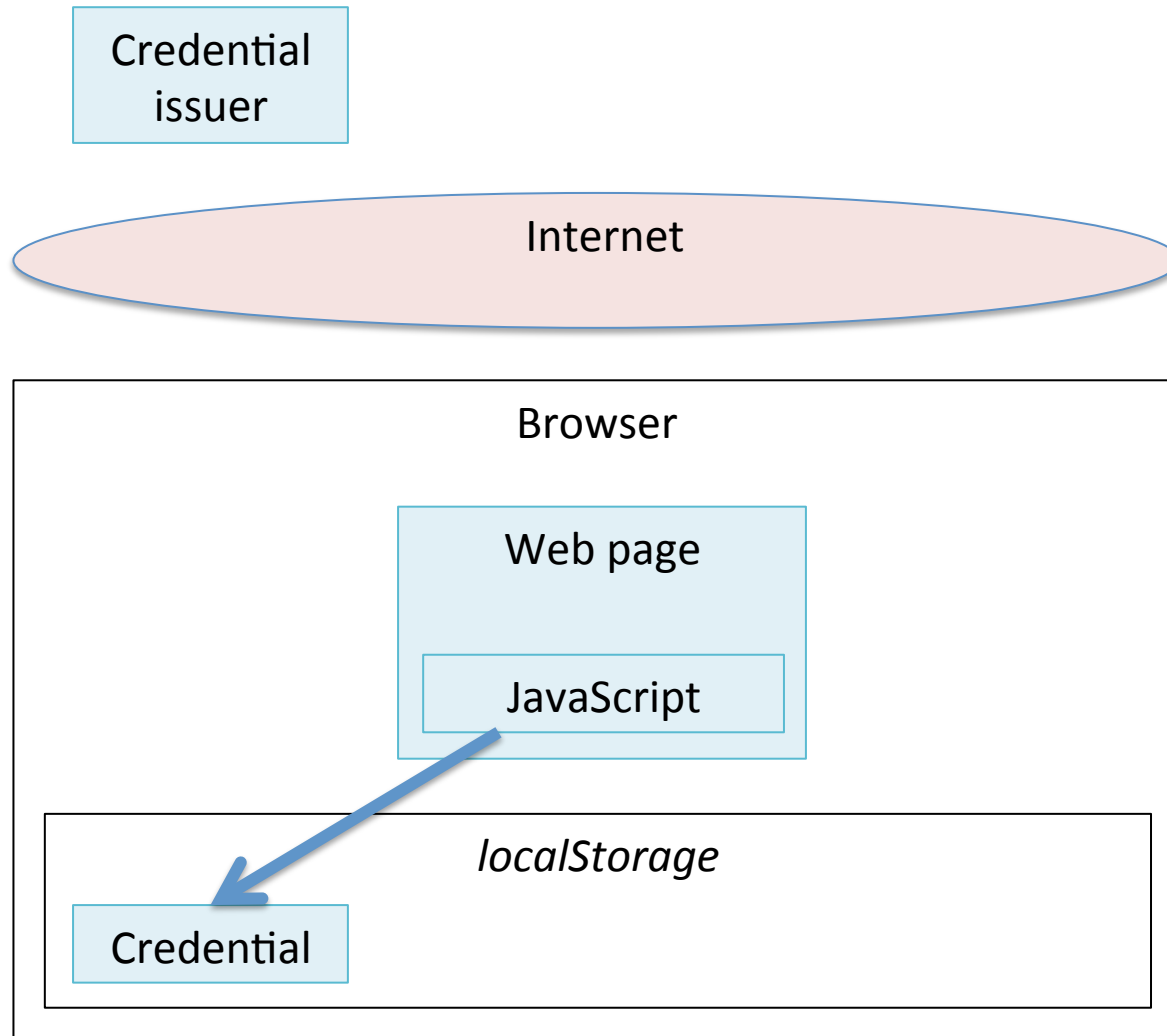 Credential
issuer
Internet
Browser
Web page
JavaScript
localStorage
Credential